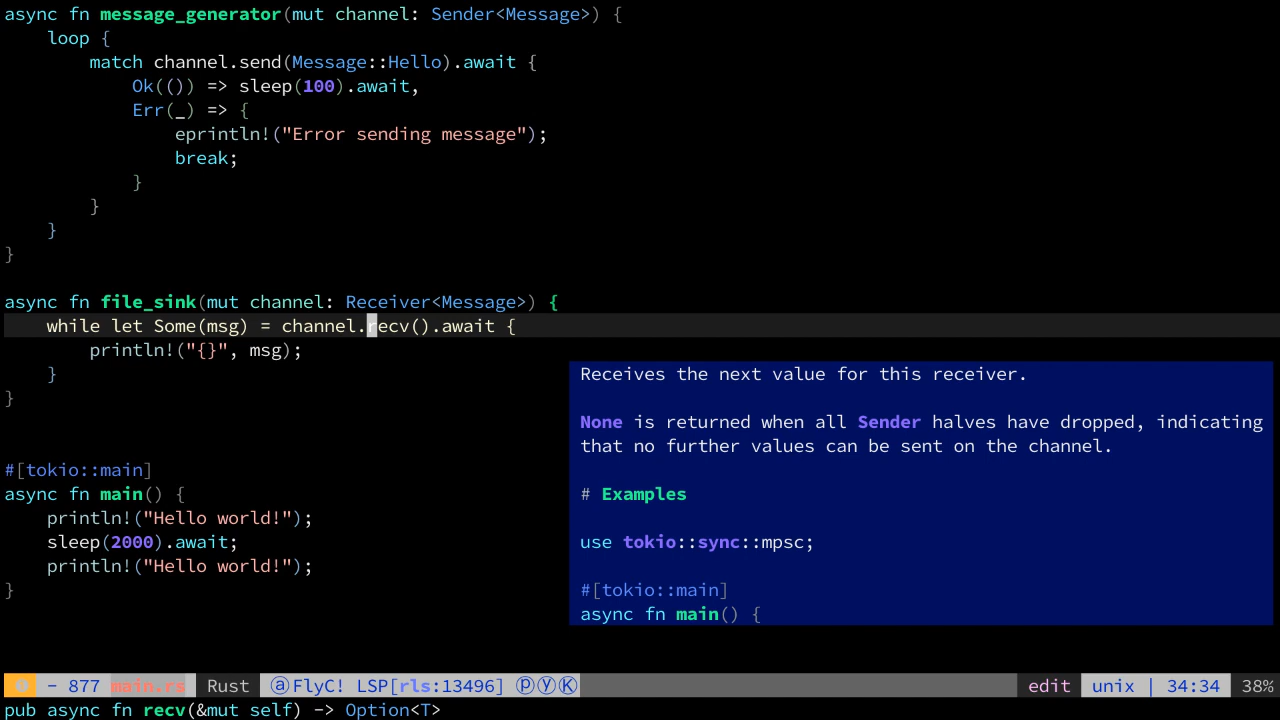 async fn message_generator(mut channel: Sender<Message>) {
    loop {
        match channel.send(Message::Hello).await {
            Ok(()) => sleep(100).await,
            Err(_) => {
                eprintln!("Error sending message");
                break;
            }
        }
    }
}

async fn file_sink(mut channel: Receiver<Message>) {
    while let Some(msg) = channel.recv().await {
        println!("{}", msg);
    }
}

#[tokio::main]
async fn main() {
    println!("Hello world!");
    sleep(2000).await;
    println!("Hello world!");
}
Receives the next value for this receiver.
None is returned when all Sender halves have dropped, indicating
that no further values can be sent on the channel.
# Examples
use tokio::sync::mpsc;
#[tokio::main]
async fn main() {
- 877 main.rs Rust ⓐFlyC! LSP[rls:13496] ⓟⓨⓀ edit unix | 34:34 38%
pub async fn recv(&mut self) -> Option<T>